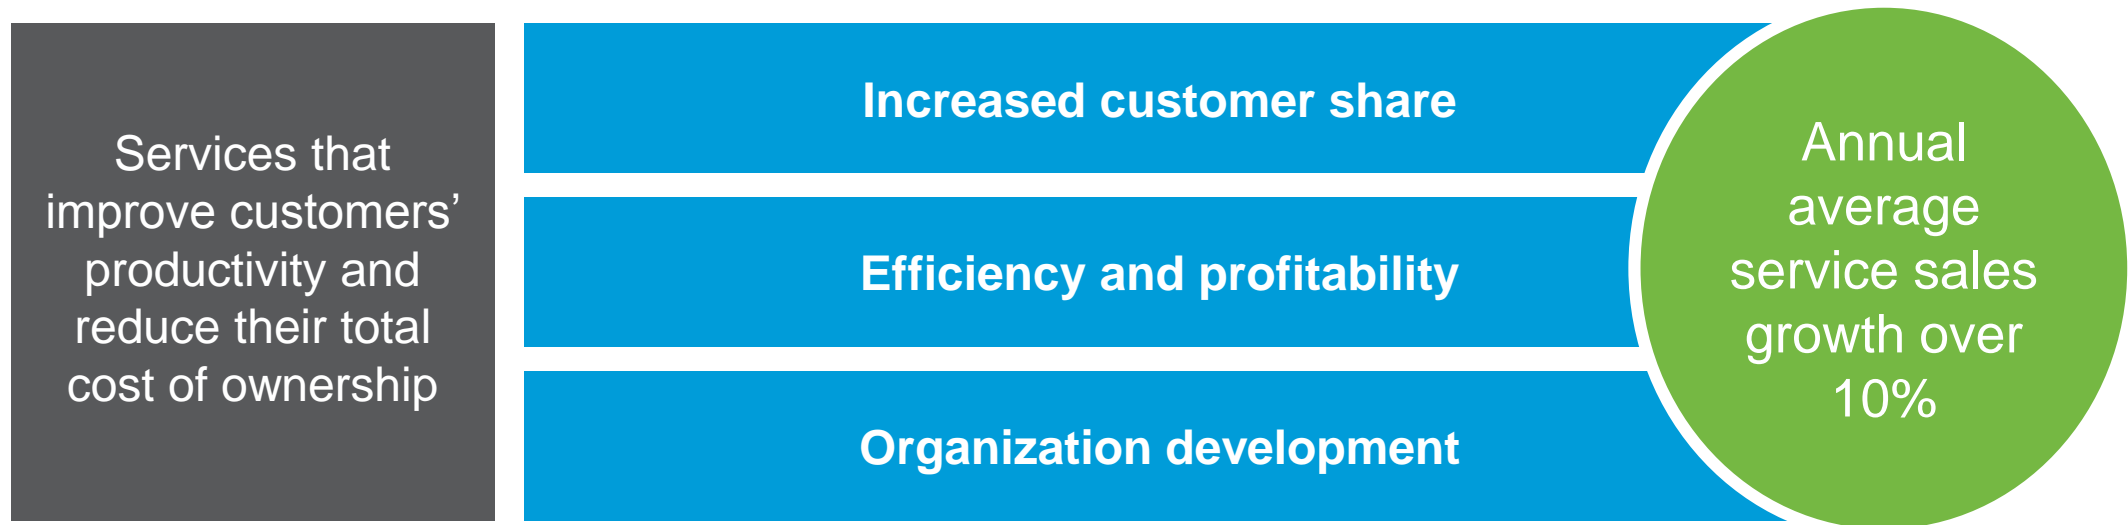 Services that
improve customers’
productivity and
reduce their total
cost of ownership
Increased customer share
Efficiency and profitability
Organization development
Annual
average
service sales
growth over
10%